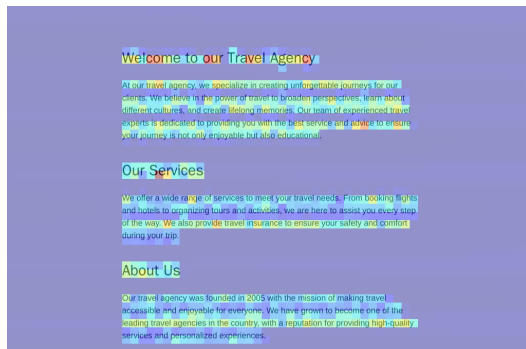 Welcome to our Travel Agency
At our travel agency, we specialize in creating unforgettable journeys for our
clients. We believe in the power of travel to broaden perspectives, learn about
different cultures, and create lifelong memories. Our team of experienced travel
experts is dedicated to providing you with the best service and advice to ensure
your journey is not only enjoyable but also educational.
Our Services
We offer a wide range of services to meet your travel needs. From booking flights
and hotels to organizing tours and activities, we are here to assist you every step
of the way. We also provide travel insurance to ensure your safety and comfort
during your trip.
About Us
Our travel agency was founded in 2005 with the mission of making travel
accessible and enjoyable for everyone. We have grown to become one of the
leading travel agencies in the country, with a reputation for providing high-quality
services and personalized experiences.